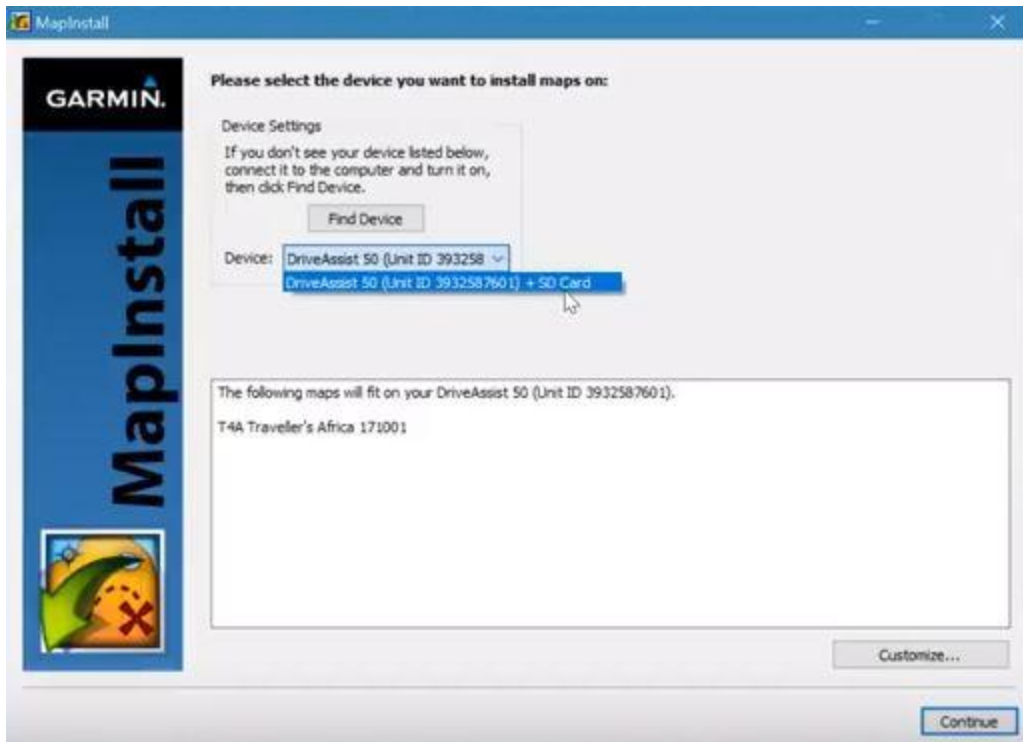 MapInstall
GARMIN.
MapInstall
Please select the device you want to install maps on:
Device Settings
If you don't see your device listed below,
connect it to the computer and turn it on,
then click Find Device.
Find Device
Device: DriveAssist 50 (Unit ID 393258
DriveAssist 50 (Unit ID 3932587601) + SD Card
The following maps will fit on your DriveAssist 50 (Unit ID 3932587601).
T4A Traveller's Africa 171001
Customize...
Continue